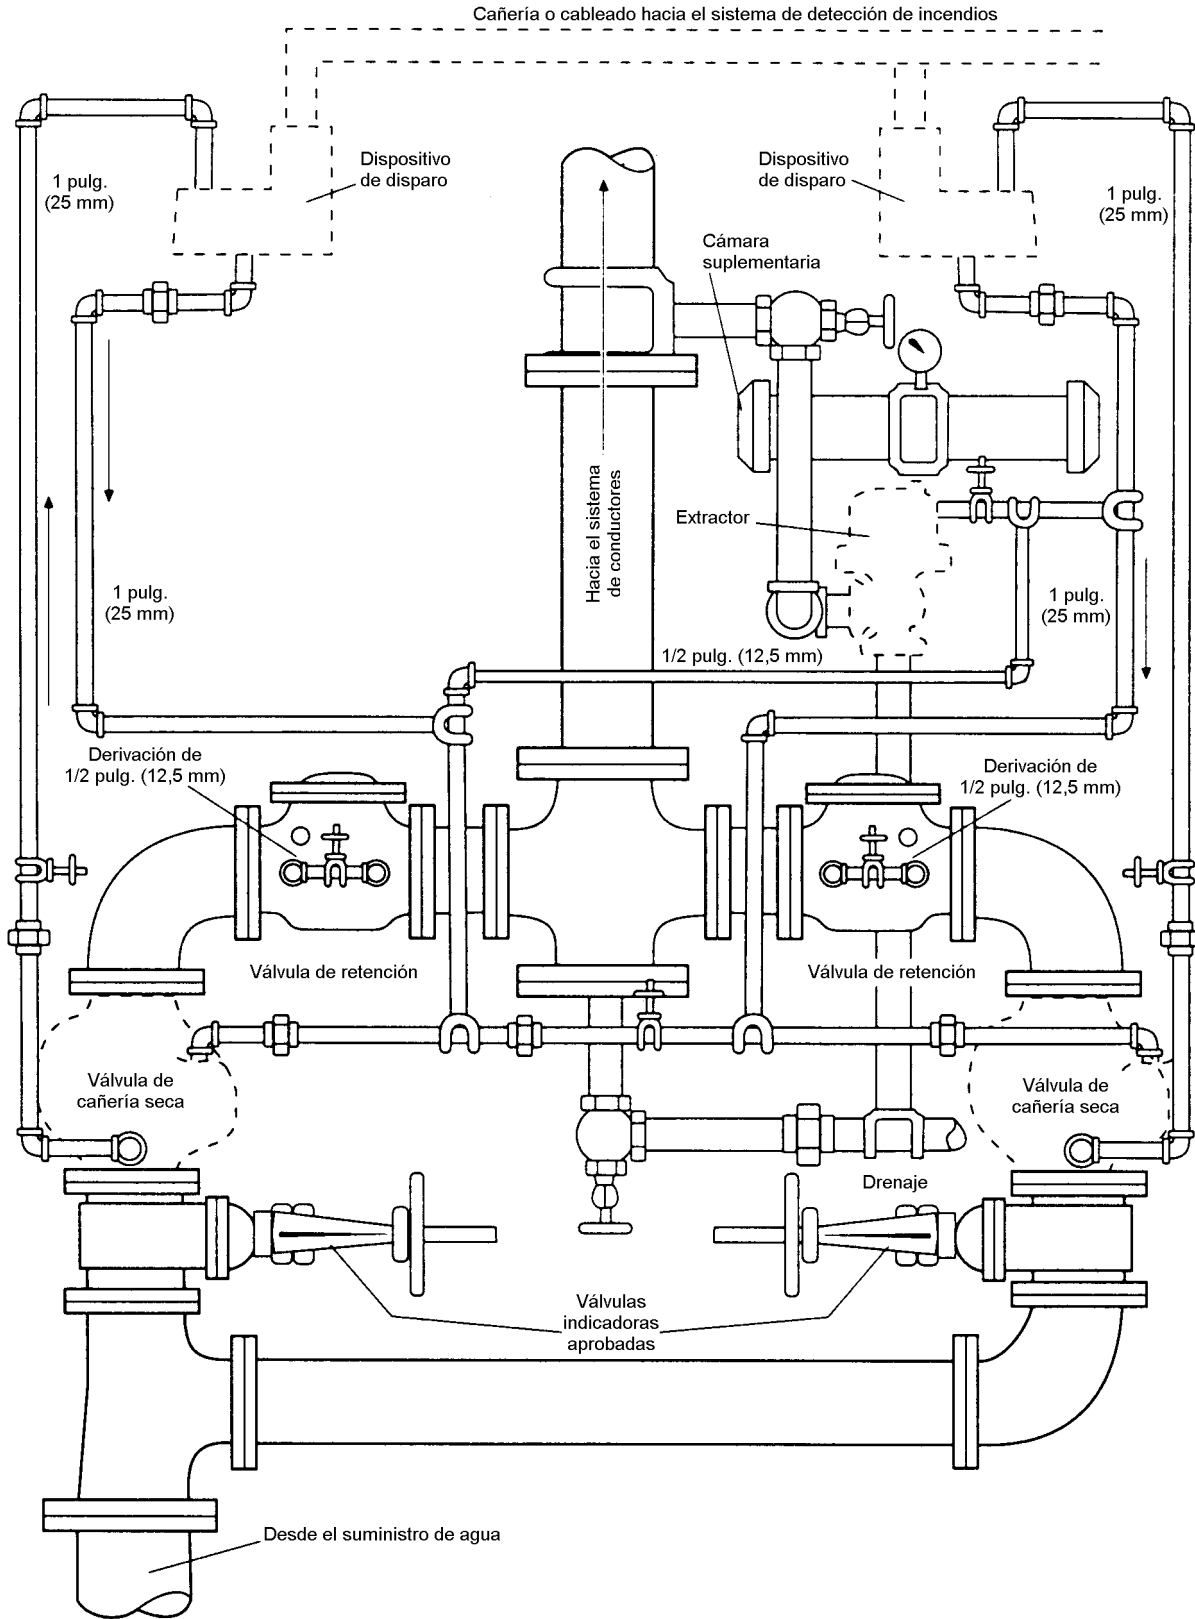 Cañería o cableado hacia el sistema de detección de incendios
Dispositivo
de disparo
Dispositivo
de disparo
1 pulg.
(25 mm)
1 pulg.
(25 mm)
Cámara
suplementaria
Hacia el sistema
de conductores
Extractor
1 pulg.
(25 mm)
1 pulg.
(25 mm)
1/2 pulg. (12,5 mm)
Derivación de
1/2 pulg. (12,5 mm)
Derivación de
1/2 pulg. (12,5 mm)
Válvula de retención
Válvula de retención
Válvula de
cañería seca
Válvula de
cañería seca
Drenaje
Válvulas
indicadoras
aprobadas
Desde el suministro de agua